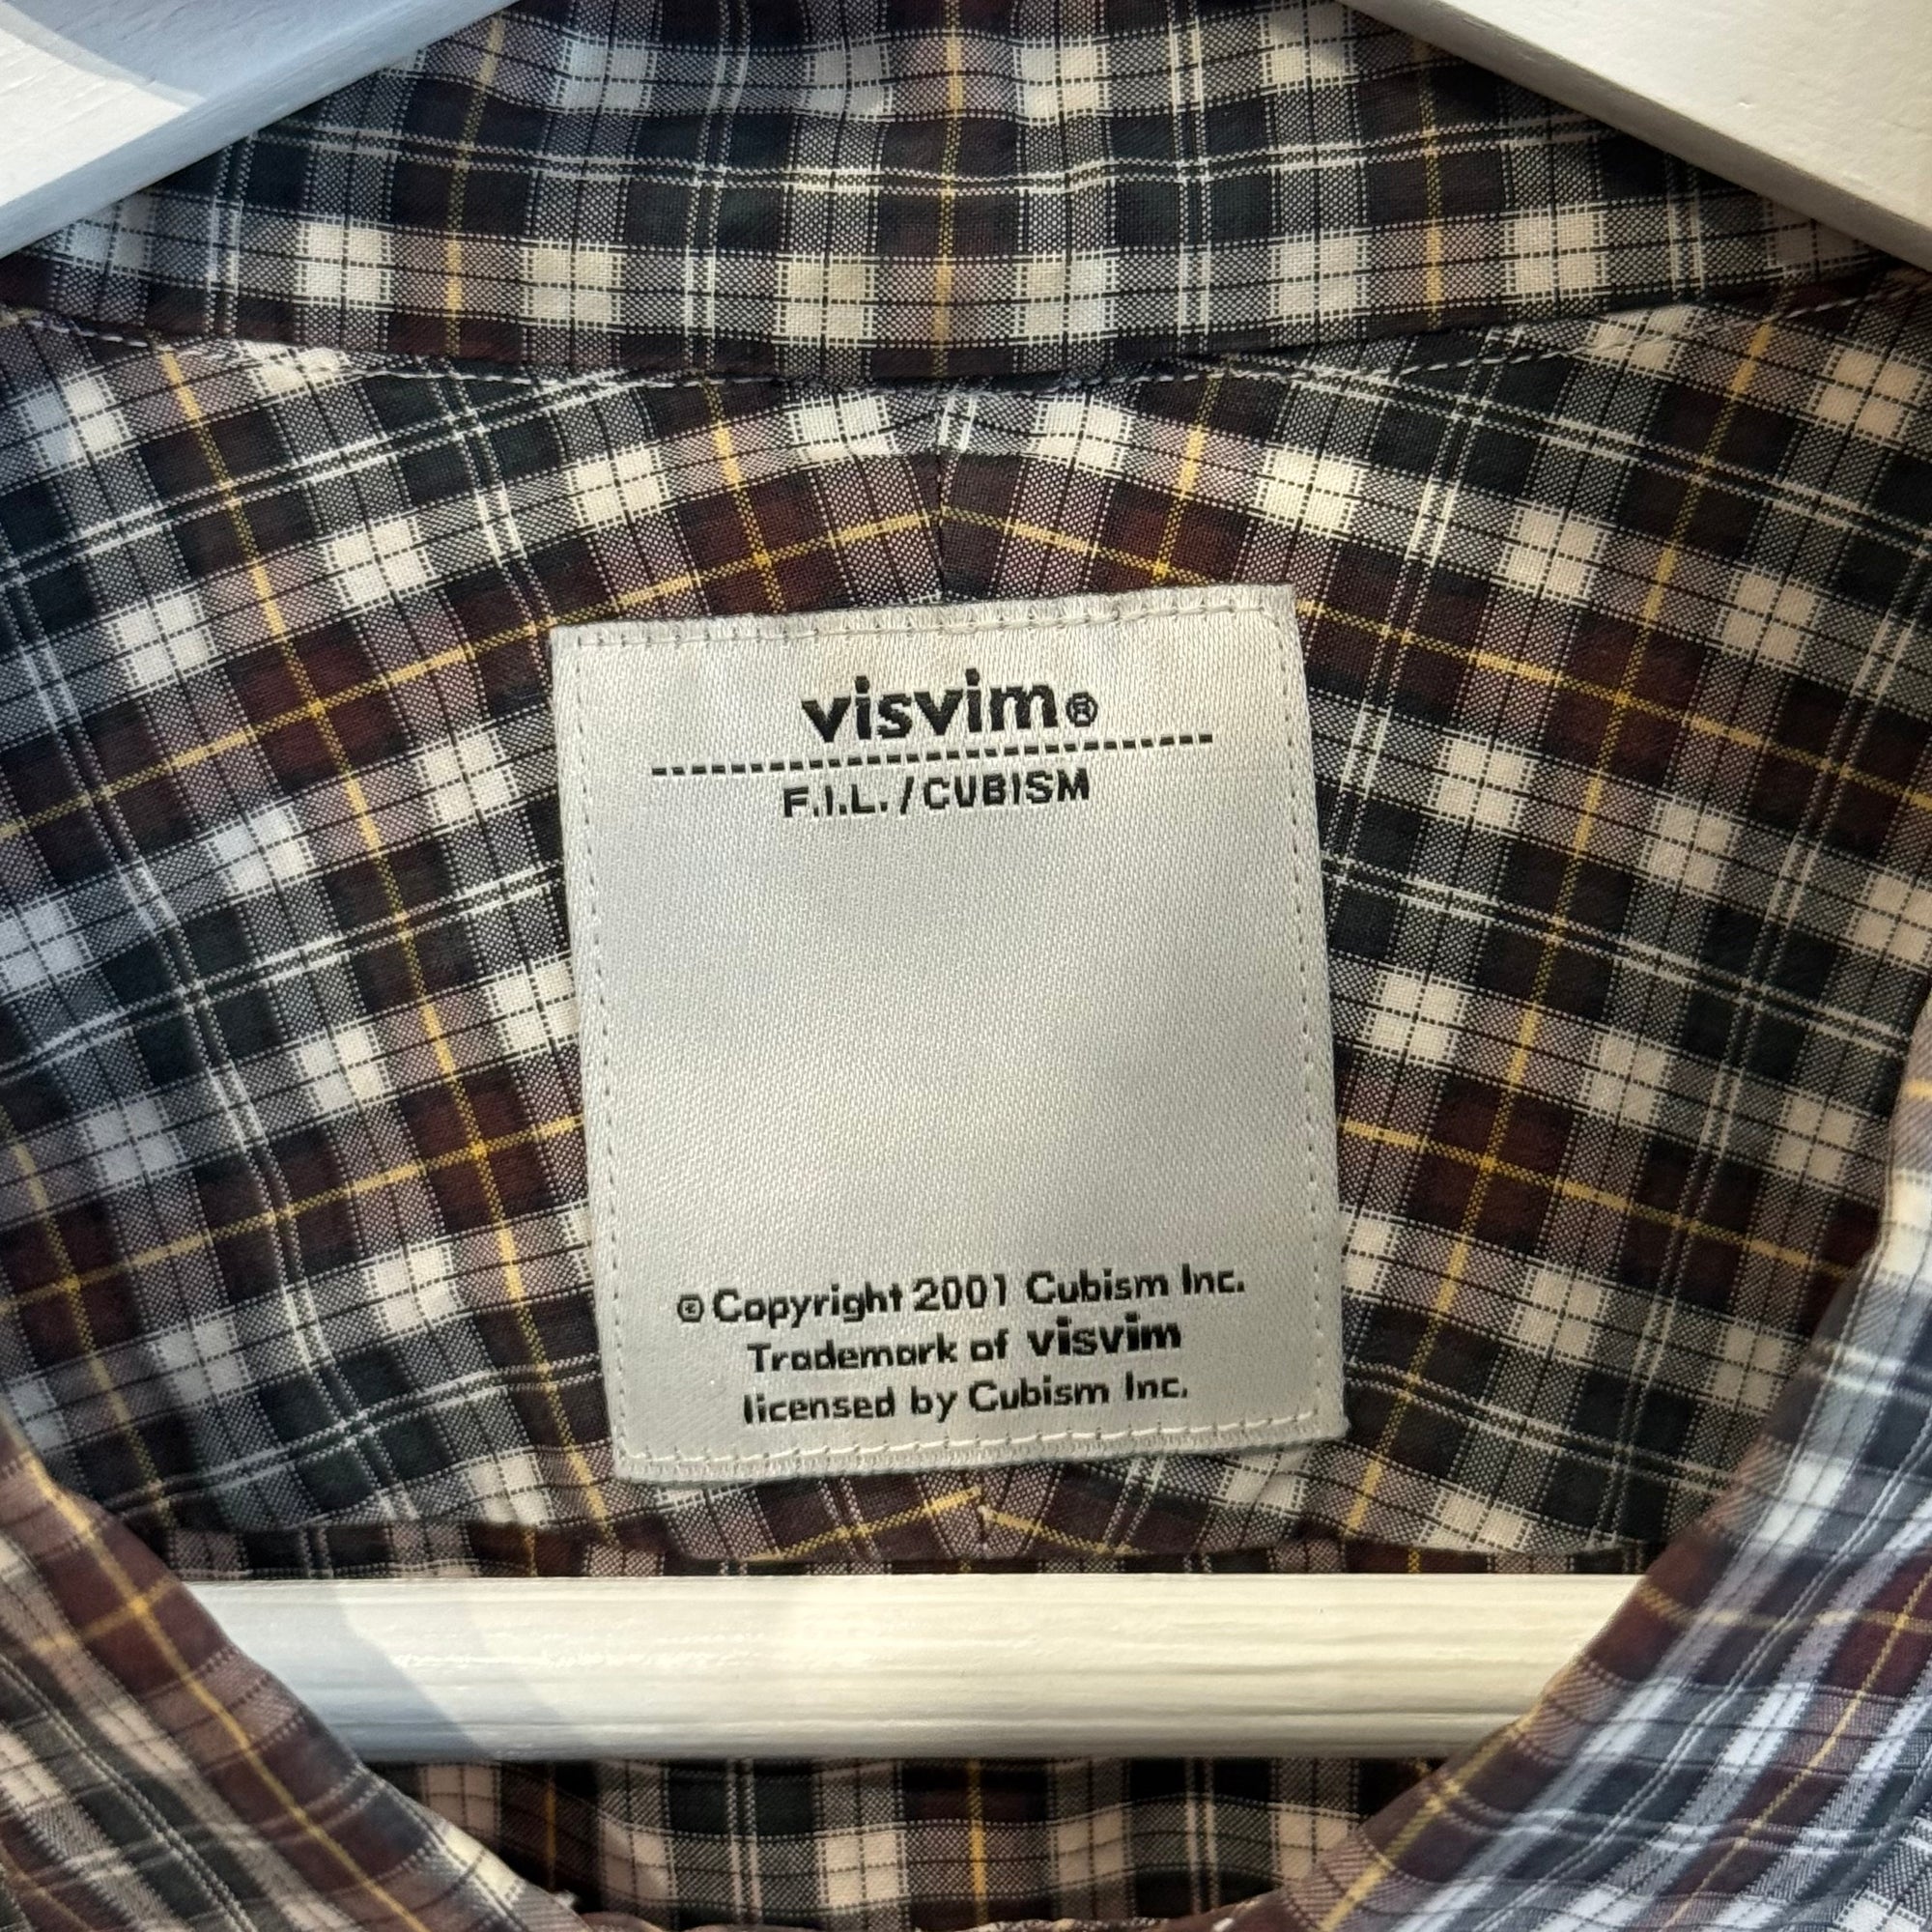 visvim®
F.I.L. / CUBISM
© Copyright 2001 Cubism Inc.
Trademark of visvim
licensed by Cubism Inc.